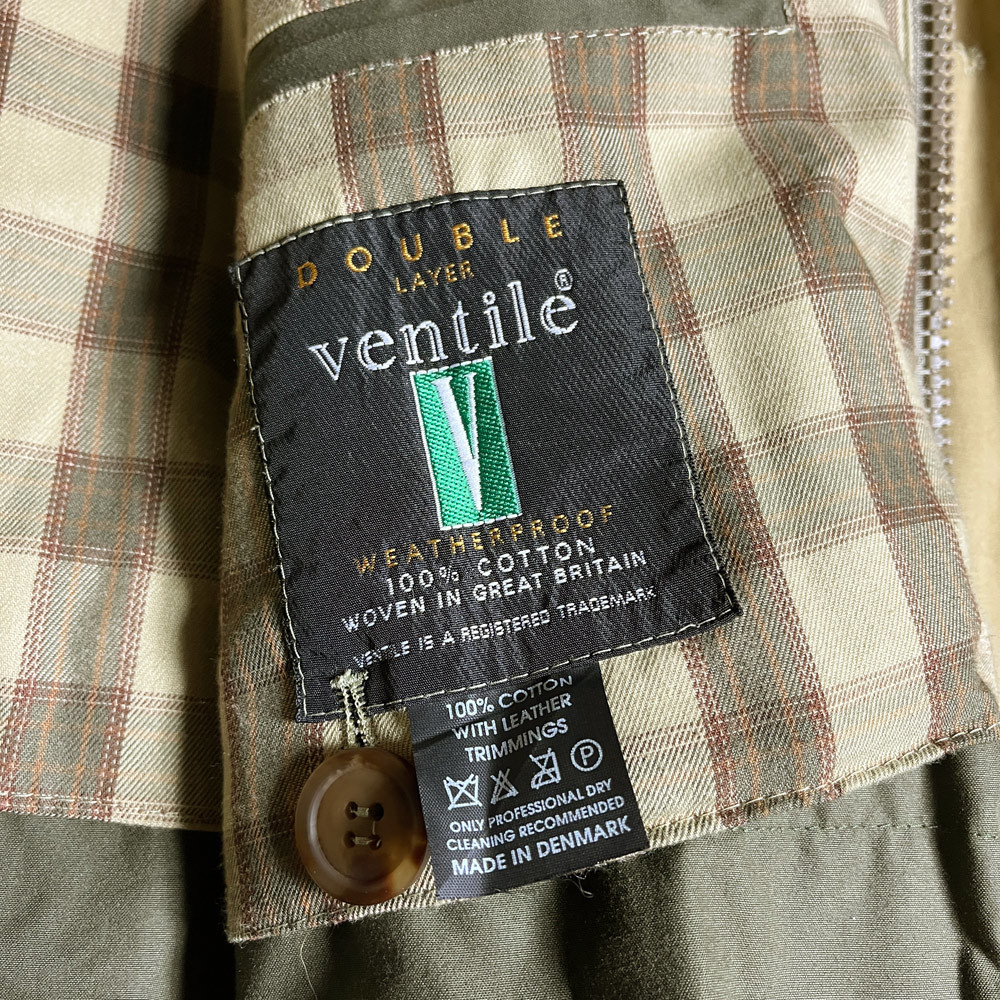 DOUBLE
LAYER
ventile®
V
WEATHERPROOF
100% COTTON
WOVEN IN GREAT BRITAIN
VENTILE IS A REGISTERED TRADEMARK
100% COTTON
WITH LEATHER
TRIMMINGS
P
ONLY PROFESSIONAL DRY
CLEANING RECOMMENDED
MADE IN DENMARK